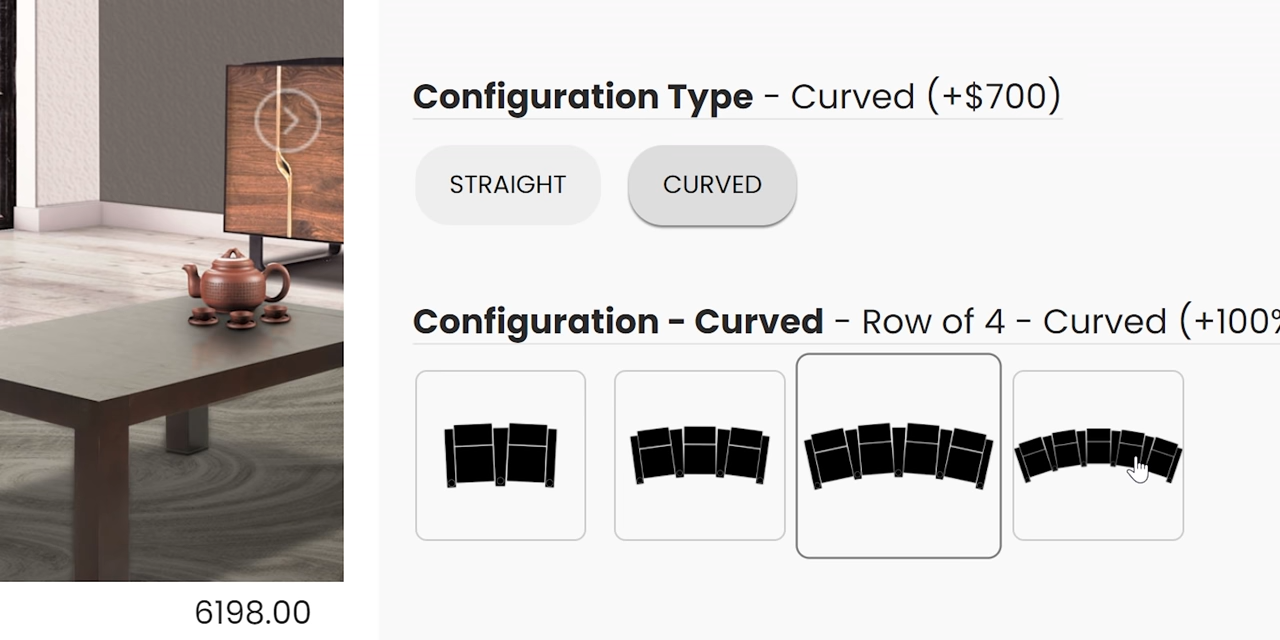 Configuration Type - Curved (+$700)
STRAIGHT
CURVED
Configuration - Curved - Row of 4 - Curved (+100%
6198.00